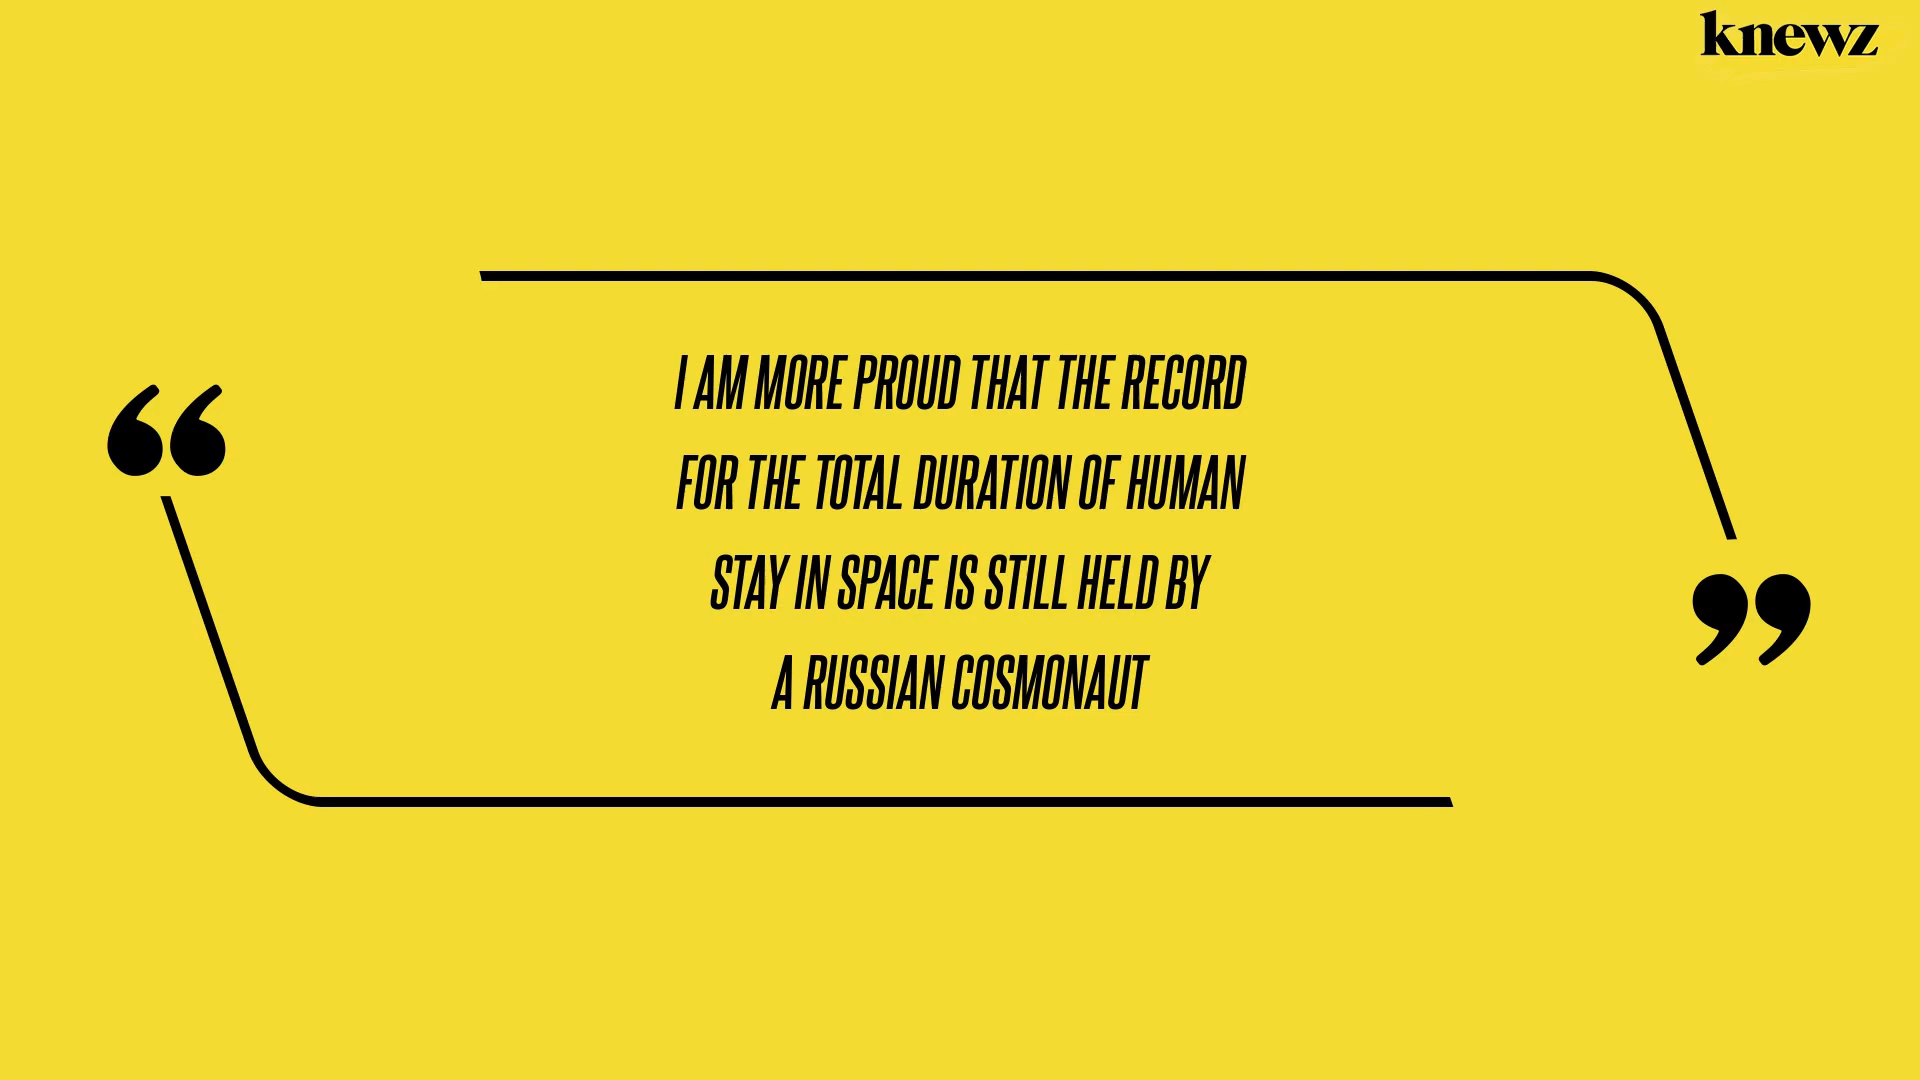 knewz
I AM MORE PROUD THAT THE RECORD
FOR THE TOTAL DURATION OF HUMAN
STAY IN SPACE IS STILL HELD BY
A RUSSIAN COSMONAUT